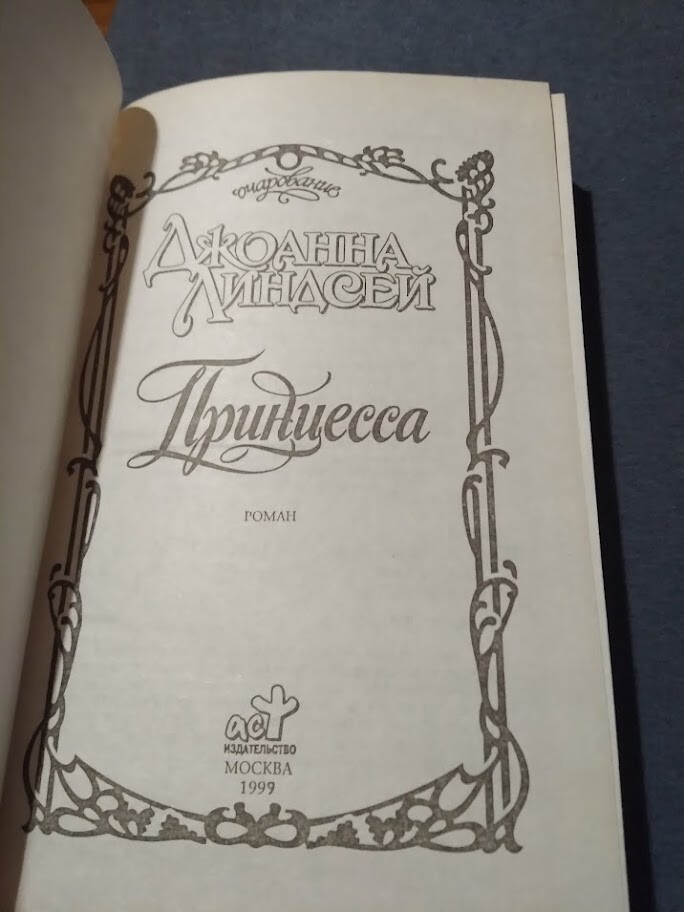 очарование
Джоанна
Линдсей
Принцесса
РОМАН
аст
ИЗДАТЕЛЬСТВО
МОСКВА
1999